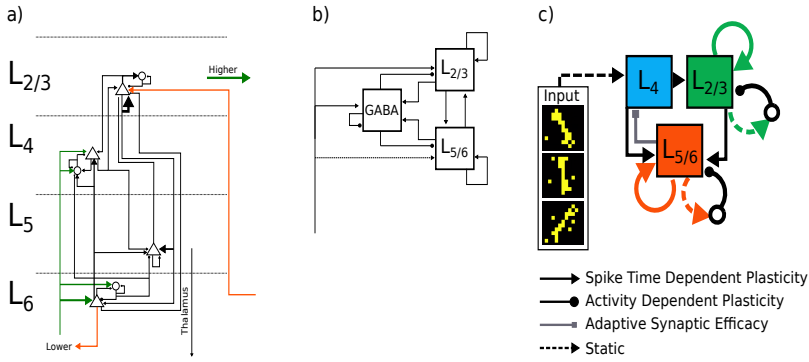 a)
L2/3
L4
L5
L6
Higher
Lower
Thalamus
b)
L2/3
GABA
L5/6
c)
Input
L4
L2/3
L5/6
Spike Time Dependent Plasticity
Activity Dependent Plasticity
Adaptive Synaptic Efficacy
Static